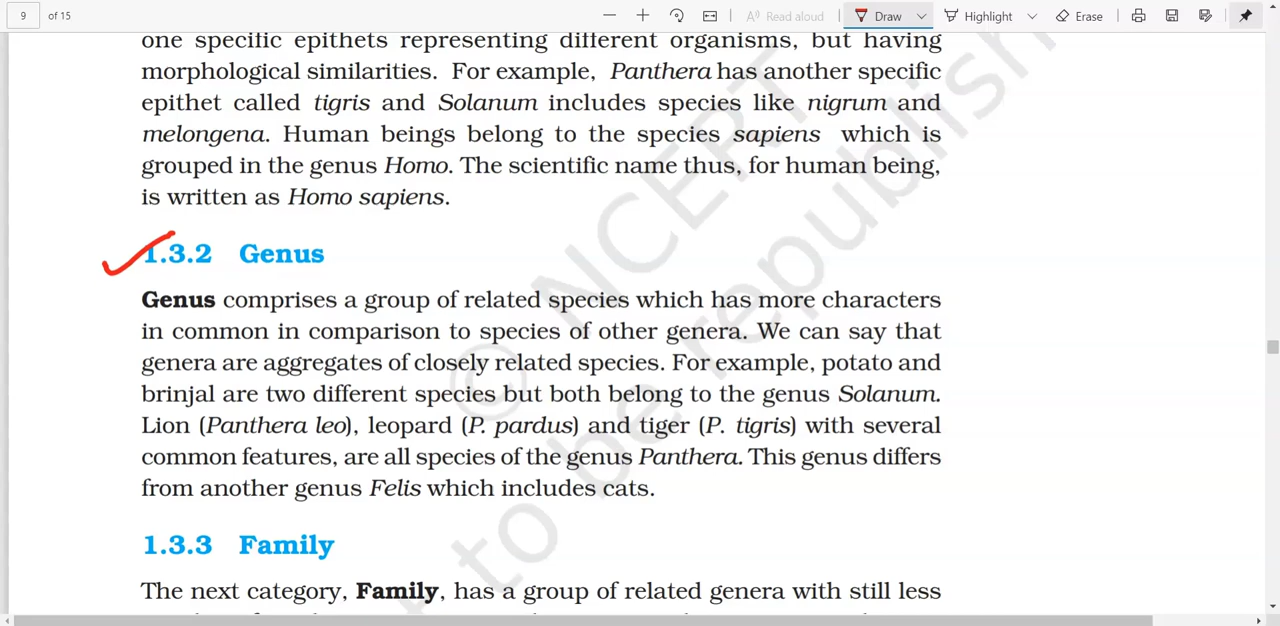 9 of 15 Read aloud Draw Highlight Erase
one specific epithets representing different organisms, but having
morphological similarities. For example, Panthera has another specific
epithet called tigris and Solanum includes species like nigrum and
melongena. Human beings belong to the species sapiens which is
grouped in the genus Homo. The scientific name thus, for human being,
is written as Homo sapiens.
1.3.2 Genus
Genus comprises a group of related species which has more characters
in common in comparison to species of other genera. We can say that
genera are aggregates of closely related species. For example, potato and
brinjal are two different species but both belong to the genus Solanum.
Lion (Panthera leo), leopard (P. pardus) and tiger (P. tigris) with several
common features, are all species of the genus Panthera. This genus differs
from another genus Felis which includes cats.
1.3.3 Family
The next category, Family, has a group of related genera with still less
© NCERT
to be republish